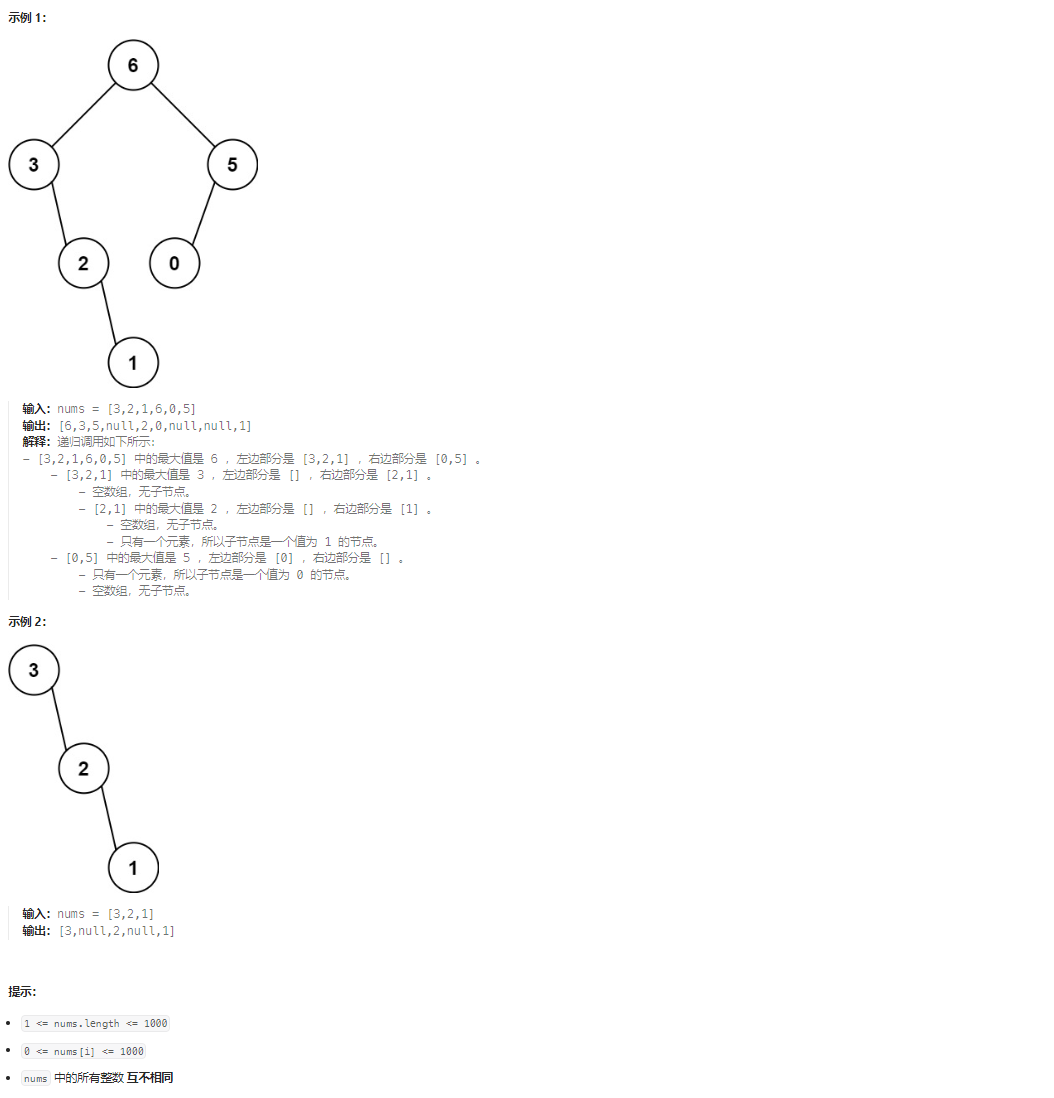 示例 1：
6
3
5
2
0
1
输入：nums = [3,2,1,6,0,5]
输出：[6,3,5,null,2,0,null,null,1]
解释：递归调用如下所示：
- [3,2,1,6,0,5] 中的最大值是 6 ，左边部分是 [3,2,1] ，右边部分是 [0,5] 。
- [3,2,1] 中的最大值是 3 ，左边部分是 [] ，右边部分是 [2,1] 。
- 空数组，无子节点。
- [2,1] 中的最大值是 2 ，左边部分是 [] ，右边部分是 [1] 。
- 空数组，无子节点。
- 只有一个元素，所以子节点是一个值为 1 的节点。
- [0,5] 中的最大值是 5 ，左边部分是 [0] ，右边部分是 [] 。
- 只有一个元素，所以子节点是一个值为 0 的节点。
- 空数组，无子节点。
示例 2：
3
2
1
输入：nums = [3,2,1]
输出：[3,null,2,null,1]
提示：
• 1 <= nums.length <= 1000
• 0 <= nums[i] <= 1000
• nums 中的所有整数 互不相同